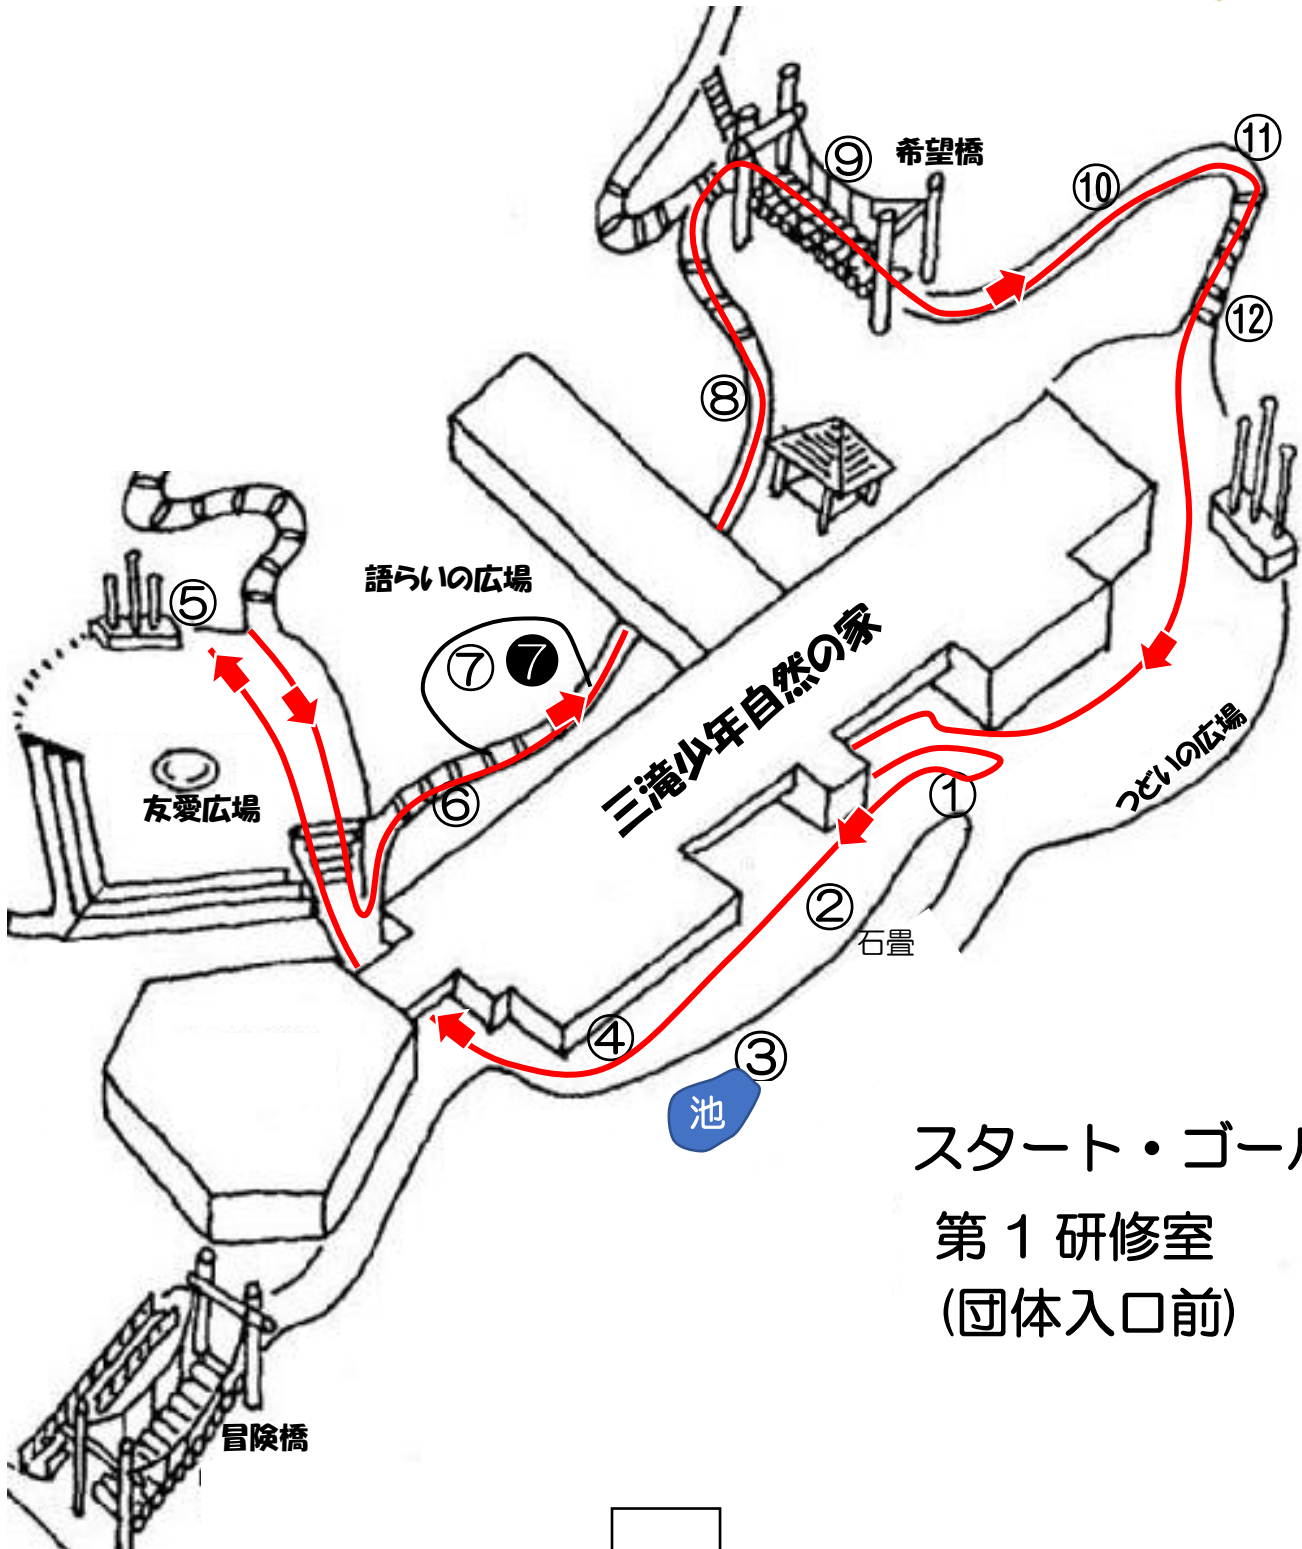 ⑪
⑨
希望橋
⑩
⑫
⑧
語らいの広場
⑤
⑦
❼
三滝少年自然の家
つどいの広場
友愛広場
⑥
①
②
石畳
④
③
池
スタート・ゴー
第1研修室
(団体入口前)
冒険橋